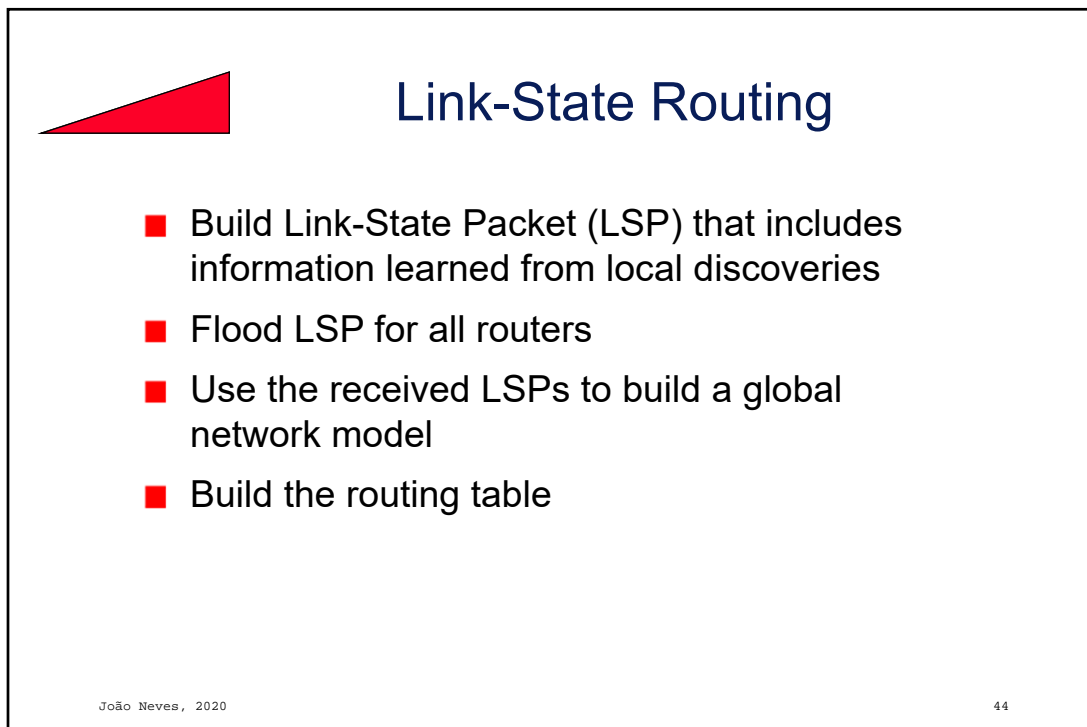 Link-State Routing
Build Link-State Packet (LSP) that includes
information learned from local discoveries
Flood LSP for all routers
Use the received LSPs to build a global
network model
Build the routing table
João Neves, 2020
44